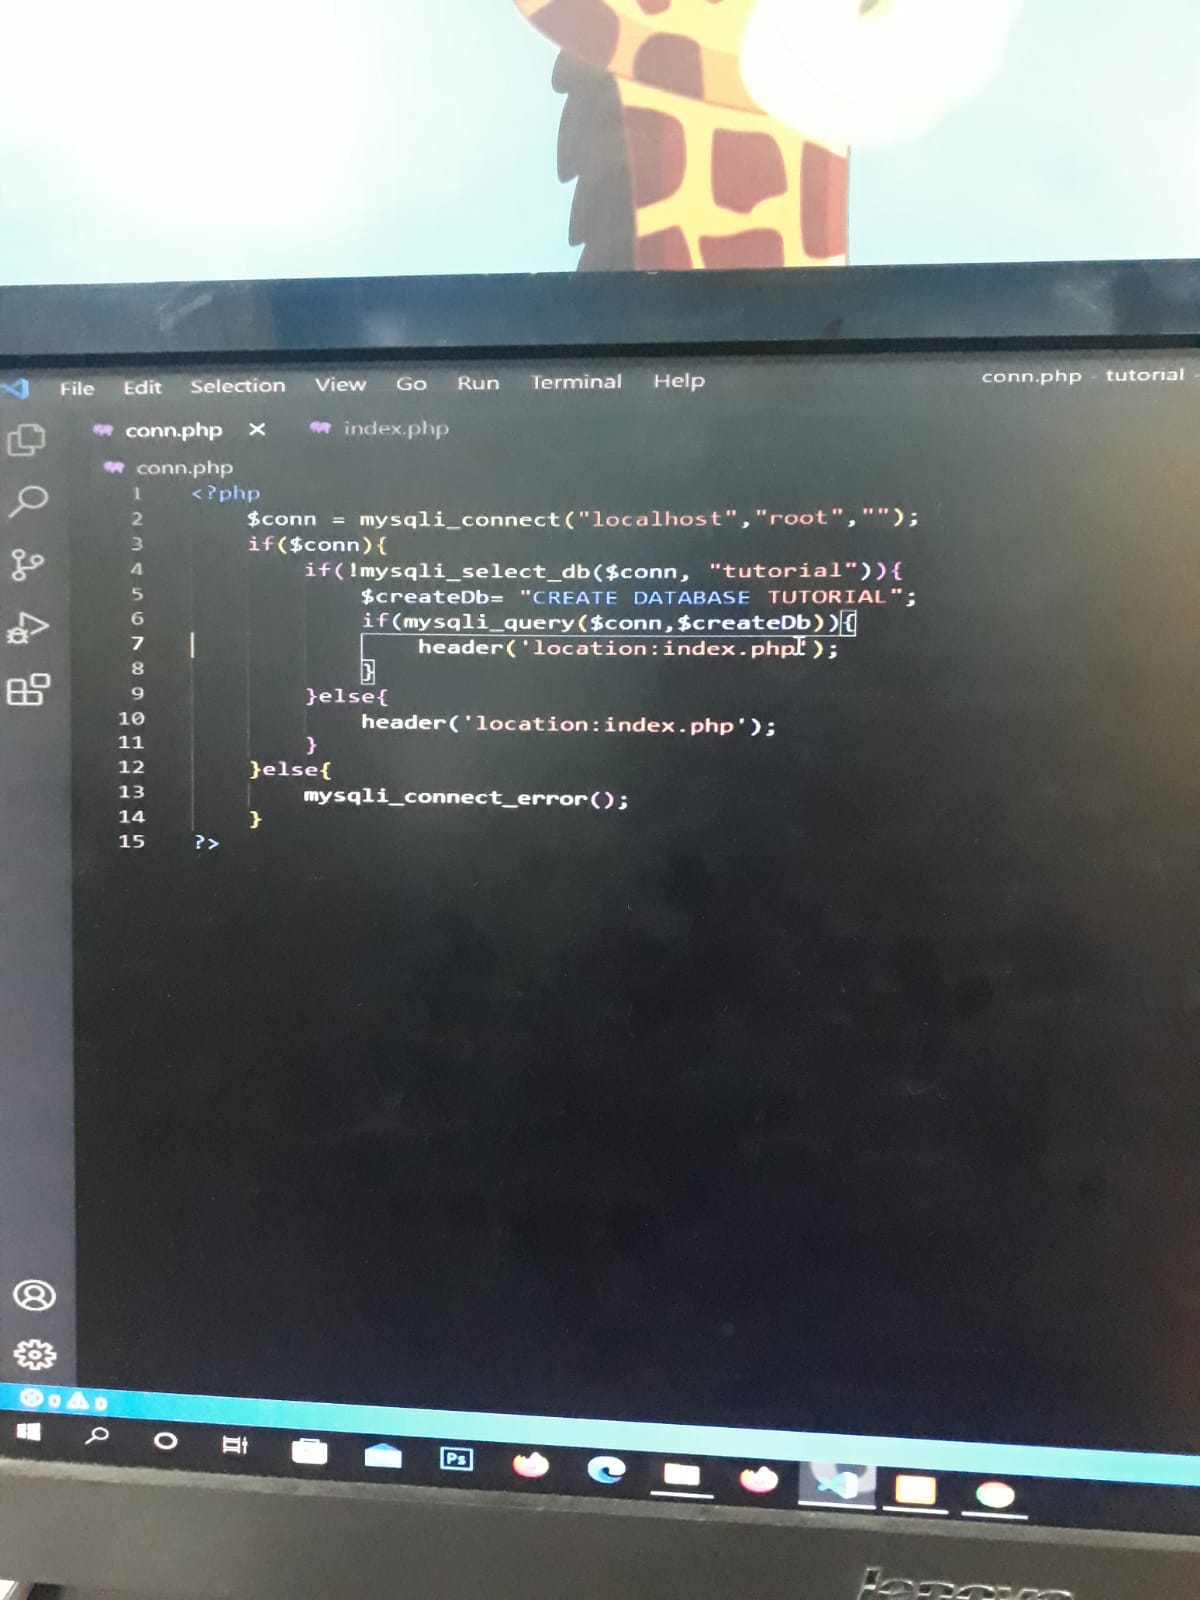 File Edit Selection View Go Run Terminal Help conn.php - tutorial -
conn.php × index.php
conn.php
1 <?php
2 $conn = mysqli_connect("localhost","root","");
3 if($conn){
4 if(!mysqli_select_db($conn, "tutorial")){
5 $createDb= "CREATE DATABASE TUTORIAL";
6 if(mysqli_query($conn,$createDb)){
7 header('location:index.php');
8 }
9 }else{
10 header('location:index.php');
11 }
12 }else{
13 mysqli_connect_error();
14 }
15 ?>
0 0
Ps
lenovo